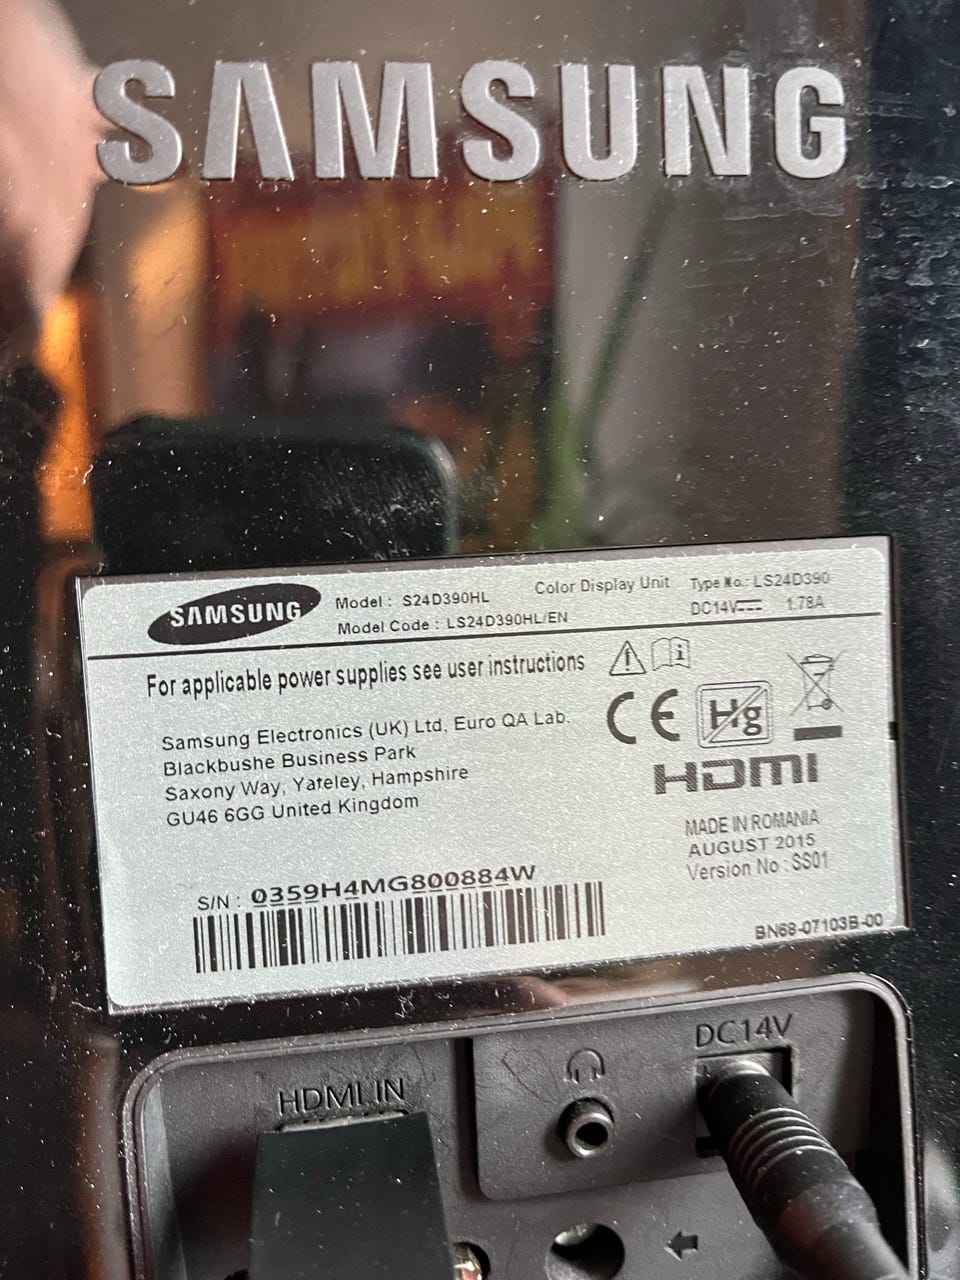 SAMSUNG
SAMSUNG
Model : S24D390HL
Color Display Unit
Type No.: LS24D390
Model Code : LS24D390HL/EN
DC14V⎓ 1.78A
For applicable power supplies see user instructions
Samsung Electronics (UK) Ltd, Euro QA Lab.
Blackbushe Business Park
Saxony Way, Yateley, Hampshire
GU46 6GG United Kingdom
CE
Hg
HDMI
MADE IN ROMANIA
AUGUST 2015
Version No : SS01
S/N : 0359H4MG800884W
BN68-07103B-00
HDMI IN
DC14V